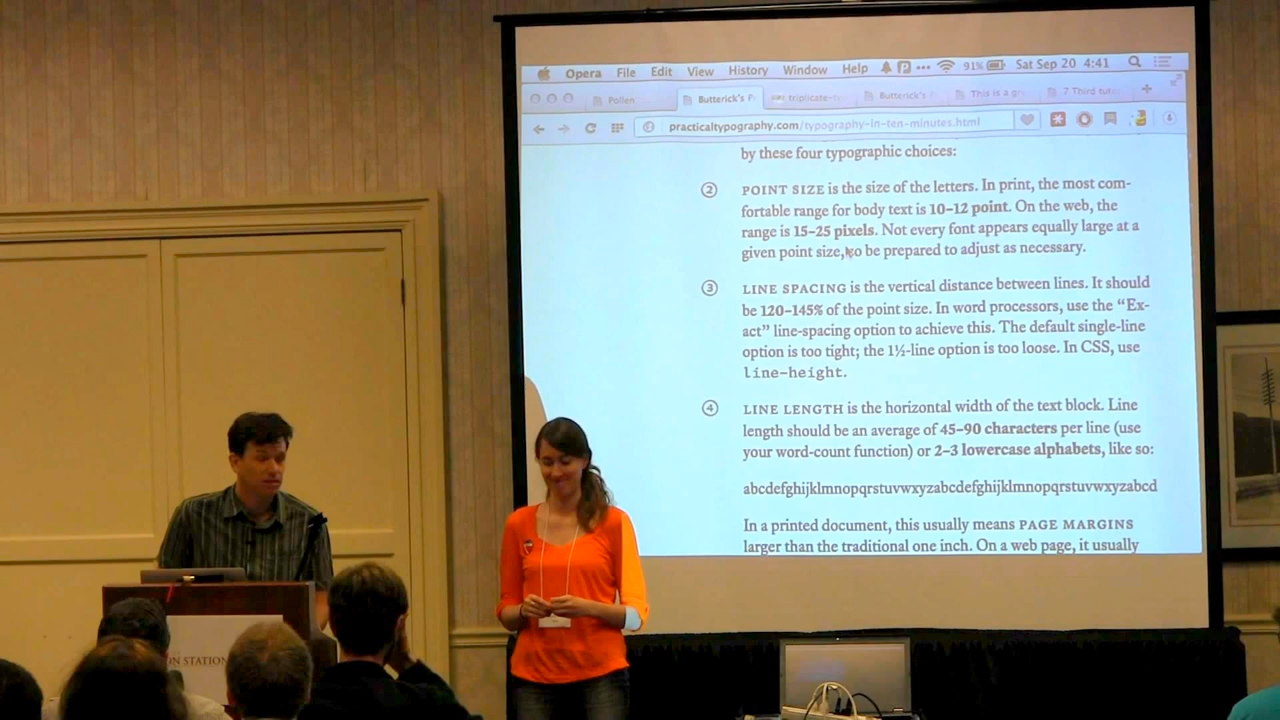 Opera File Edit View History Window Help 91% Sat Sep 20 4:41
Pollen Butterick's triplicate- Butterick's This is a 7 Third
practicaltypography.com/typography-in-ten-minutes.html
by these four typographic choices:
② POINT SIZE is the size of the letters. In print, the most com-
fortable range for body text is 10–12 point. On the web, the
range is 15–25 pixels. Not every font appears equally large at a
given point size, so be prepared to adjust as necessary.
③ LINE SPACING is the vertical distance between lines. It should
be 120–145% of the point size. In word processors, use the “Ex-
act” line-spacing option to achieve this. The default single-line
option is too tight; the 1½-line option is too loose. In CSS, use
line-height.
④ LINE LENGTH is the horizontal width of the text block. Line
length should be an average of 45–90 characters per line (use
your word-count function) or 2–3 lowercase alphabets, like so:
abcdefghijklmnopqrstuvwxyzabcdefghijklmnopqrstuvwxyzabcd
In a printed document, this usually means PAGE MARGINS
larger than the traditional one inch. On a web page, it usually
ON STATION